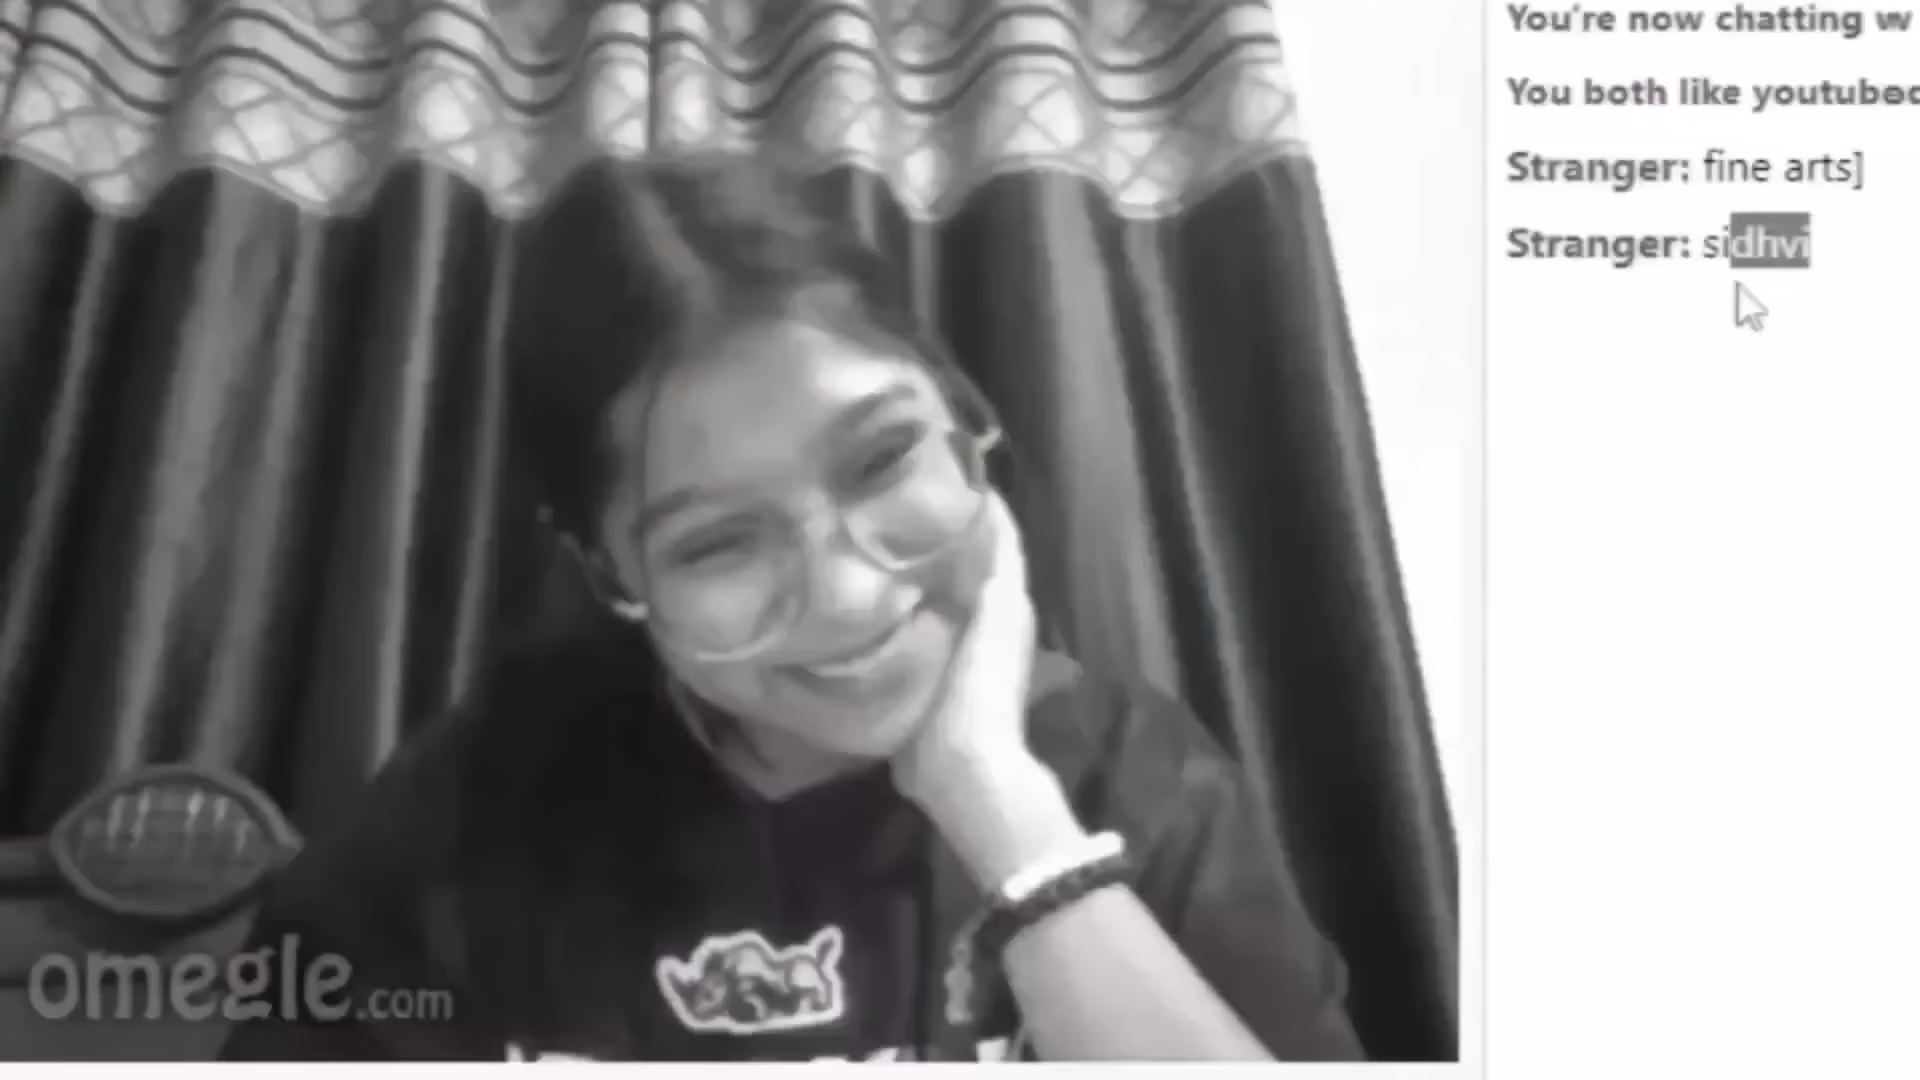 You're now chatting w
You both like youtube
Stranger: fine arts]
Stranger: sidhvi
omegle.com